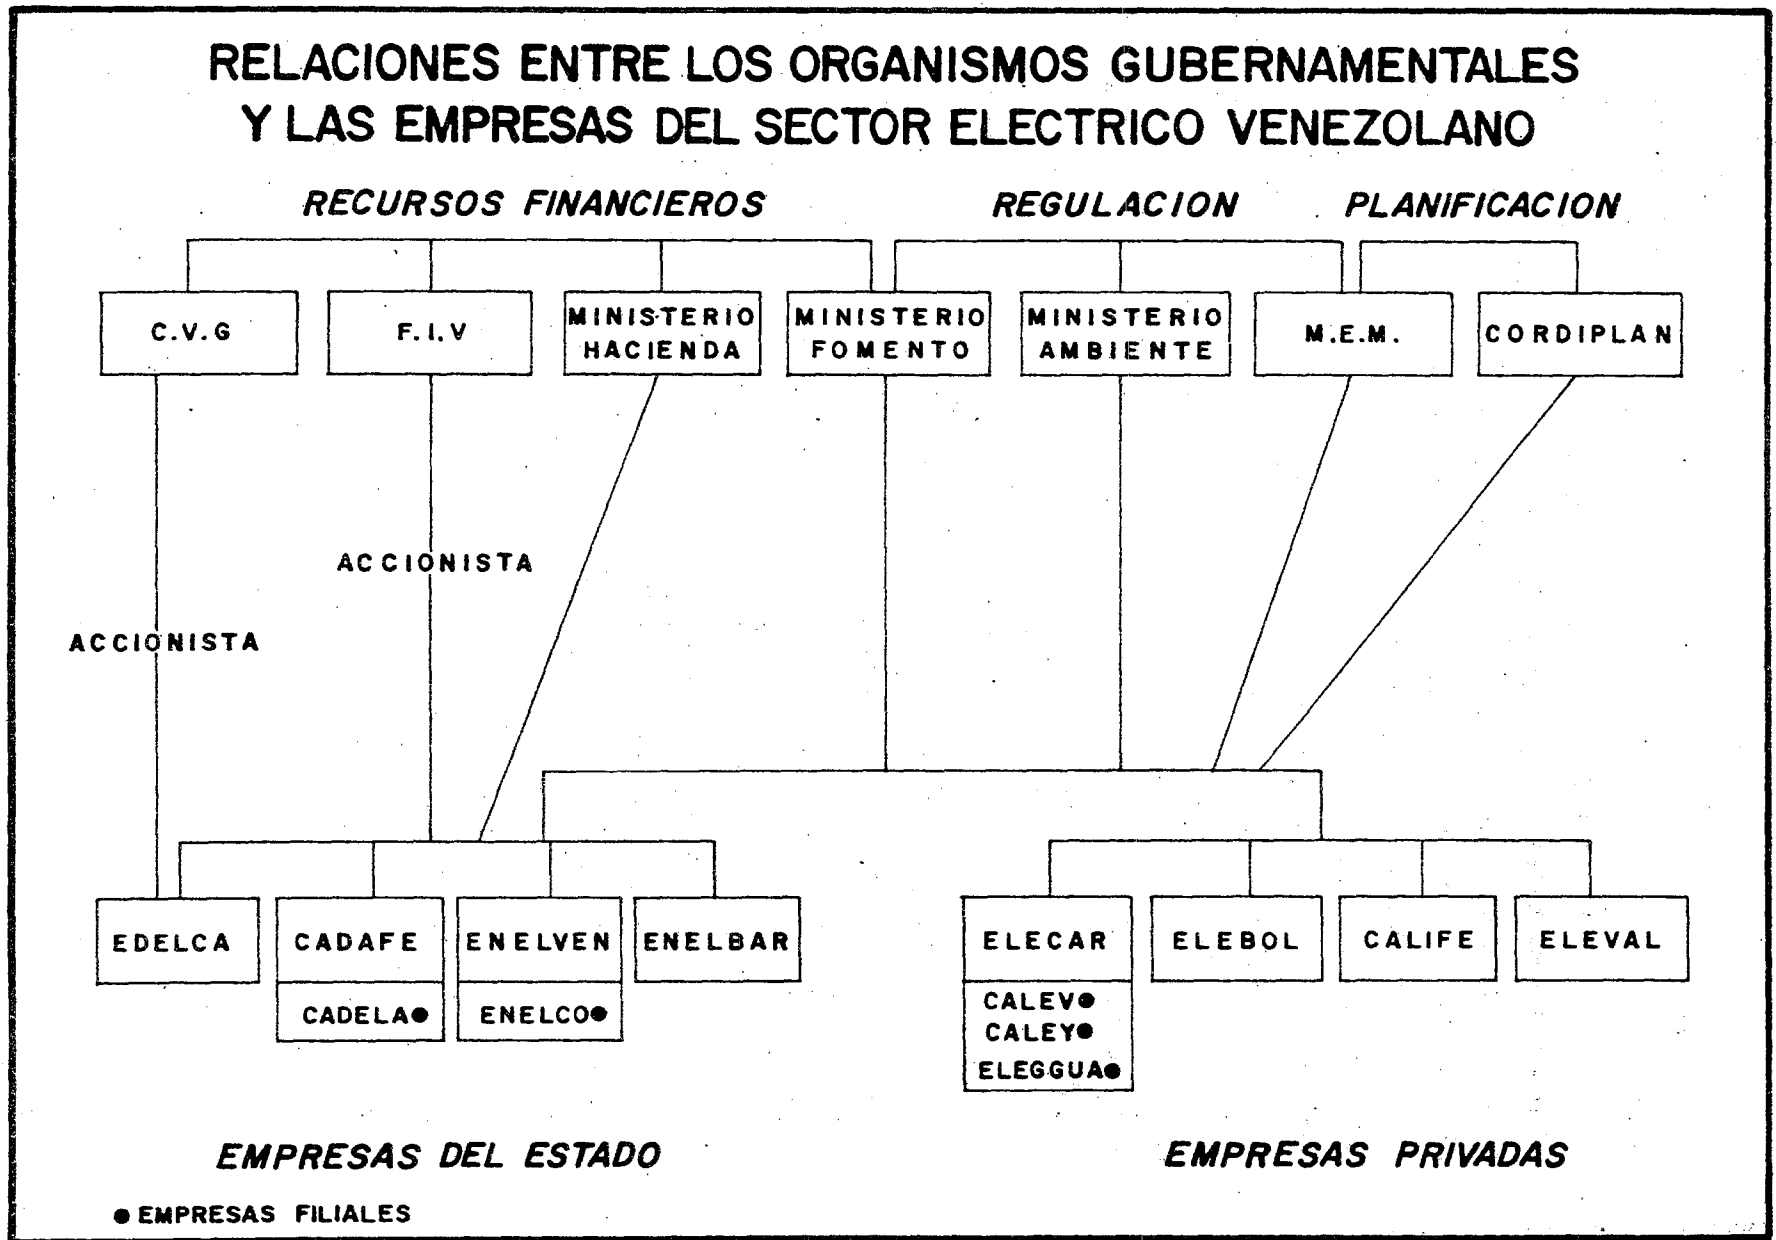 RELACIONES ENTRE LOS ORGANISMOS GUBERNAMENTALES
Y LAS EMPRESAS DEL SECTOR ELECTRICO VENEZOLANO
RECURSOS FINANCIEROS
REGULACION
PLANIFICACION
C.V.G
F.I.V
MINISTERIO
HACIENDA
MINISTERIO
FOMENTO
MINISTERIO
AMBIENTE
M.E.M.
CORDIPLAN
ACCIONISTA
ACCIONISTA
EDELCA
CADAFE
CADELA●
ENELVEN
ENELCO●
ENELBAR
ELECAR
CALEV●
CALEY●
ELEGGUA●
ELEBOL
CALIFE
ELEVAL
EMPRESAS DEL ESTADO
EMPRESAS PRIVADAS
● EMPRESAS FILIALES